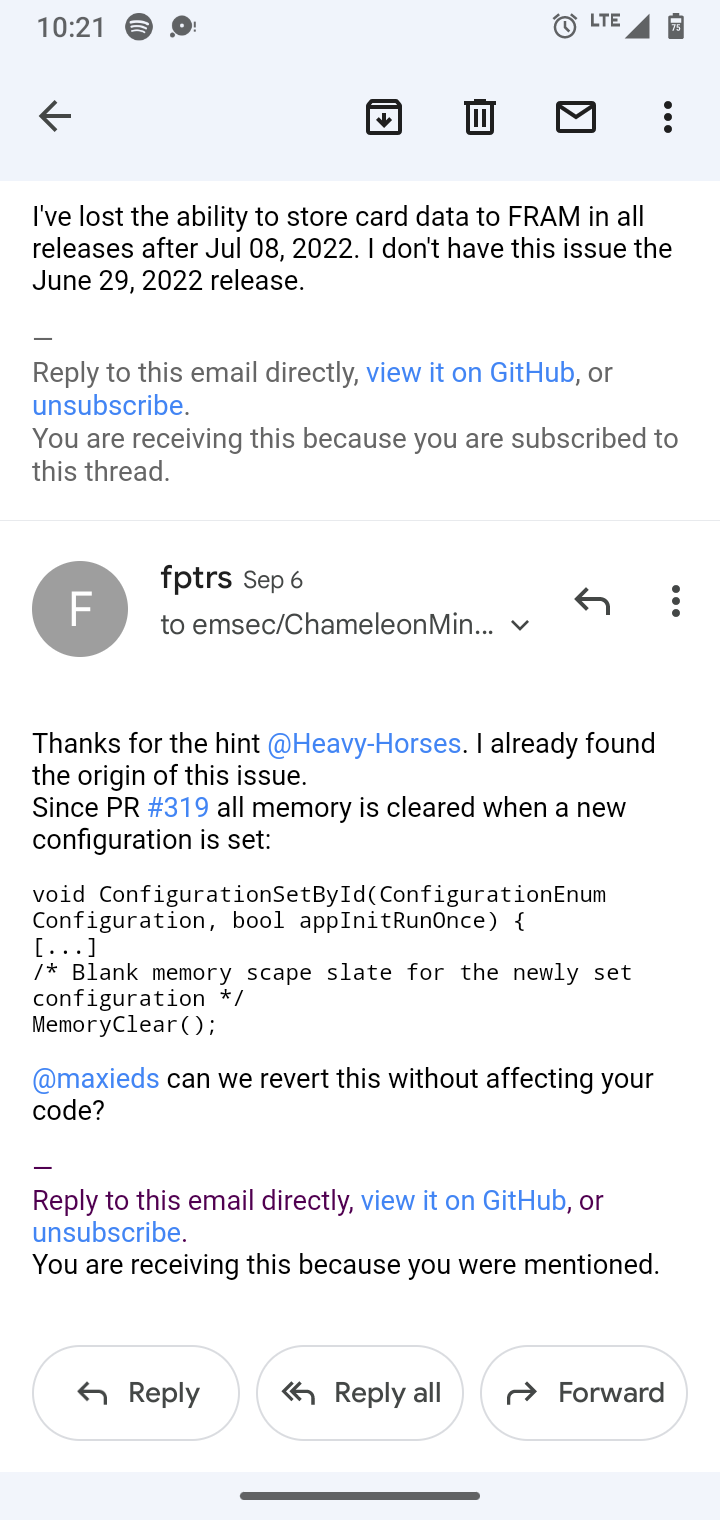 10:21
LTE
75
I've lost the ability to store card data to FRAM in all
releases after Jul 08, 2022. I don't have this issue the
June 29, 2022 release.
—
Reply to this email directly, view it on GitHub, or
unsubscribe.
You are receiving this because you are subscribed to
this thread.
F
fptrs Sep 6
to emsec/ChameleonMin...
Thanks for the hint @Heavy-Horses. I already found
the origin of this issue.
Since PR #319 all memory is cleared when a new
configuration is set:
void ConfigurationSetById(ConfigurationEnum
Configuration, bool appInitRunOnce) {
[...]
/* Blank memory scape slate for the newly set
configuration */
MemoryClear();
@maxieds can we revert this without affecting your
code?
—
Reply to this email directly, view it on GitHub, or
unsubscribe.
You are receiving this because you were mentioned.
Reply
Reply all
Forward